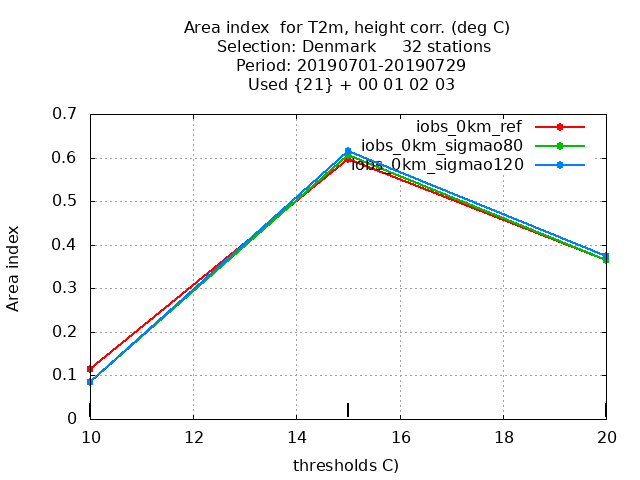 Area index  for T2m, height corr. (deg C)
Selection: Denmark     32 stations
Period: 20190701-20190729
Used {21} + 00 01 02 03
0.7
0.6
0.5
0.4
0.3
0.2
0.1
0
Area index
iobs_0km_ref
iobs_0km_sigmao80
iobs_0km_sigmao120
10
12
14
16
18
20
thresholds C)